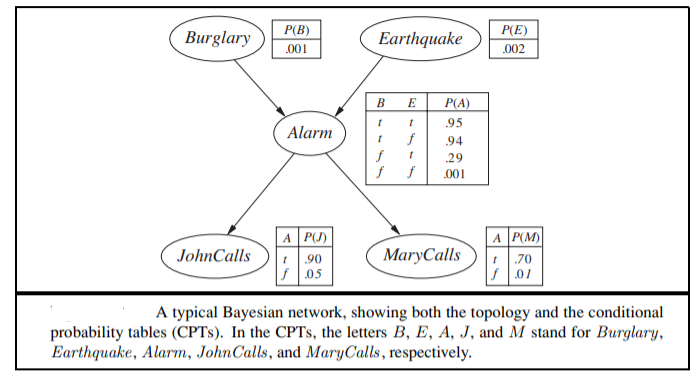 Burglary
P(B)
.001
Earthquake
P(E)
.002
Alarm
B E P(A)
t t .95
t f .94
f t .29
f f .001
JohnCalls
A P(J)
t .90
f .05
MaryCalls
A P(M)
t .70
f .01
A typical Bayesian network, showing both the topology and the conditional
probability tables (CPTs). In the CPTs, the letters B, E, A, J, and M stand for Burglary,
Earthquake, Alarm, JohnCalls, and MaryCalls, respectively.